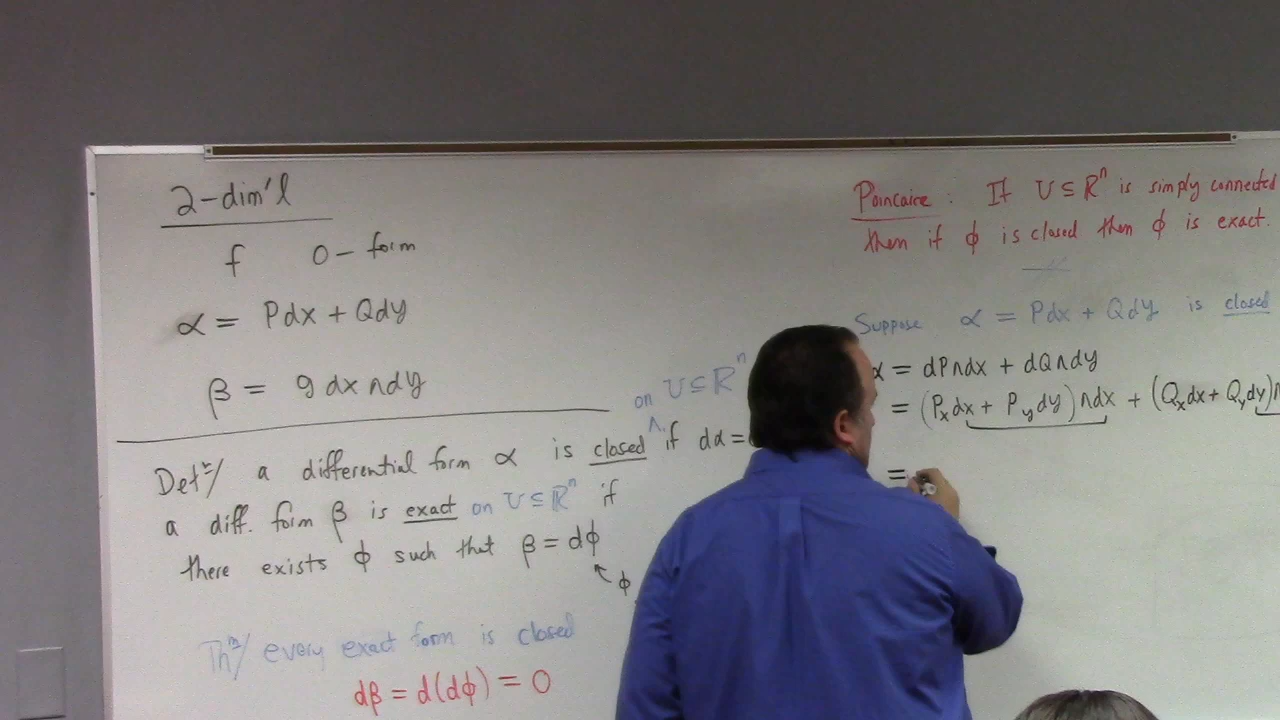 2-dim'l
f 0-form
α = Pdx + Qdy
β = g dx ∧ dy
Defⁿ/ a differential form α is closed on U ⊆ ℝⁿ if dα =
a diff. form β is exact on U ⊆ ℝⁿ if
there exists ϕ such that β = dϕ
↖ ϕ
Thᵐ/ every exact form is closed
dβ = d(dϕ) = 0
Poincaire: If U ⊆ ℝⁿ is simply connected
then if ϕ is closed then ϕ is exact.
Suppose α = Pdx + Qdy is closed
α = dP∧dx + dQ∧dy
= (Pₓdx + P_y dy)∧dx + (Qₓdx + Q_y dy)∧
=